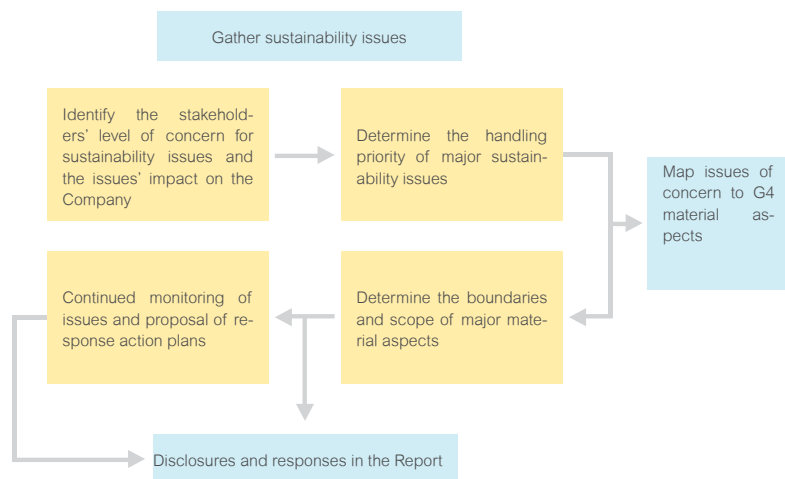 Gather sustainability issues
Identify the stakehold-
ers' level of concern for
sustainability issues and
the issues' impact on the
Company
Determine the handling
priority of major sustain-
ability issues
Map issues of
concern to G4
material as-
pects
Continued monitoring of
issues and proposal of re-
sponse action plans
Determine the boundaries
and scope of major mate-
rial aspects
Disclosures and responses in the Report